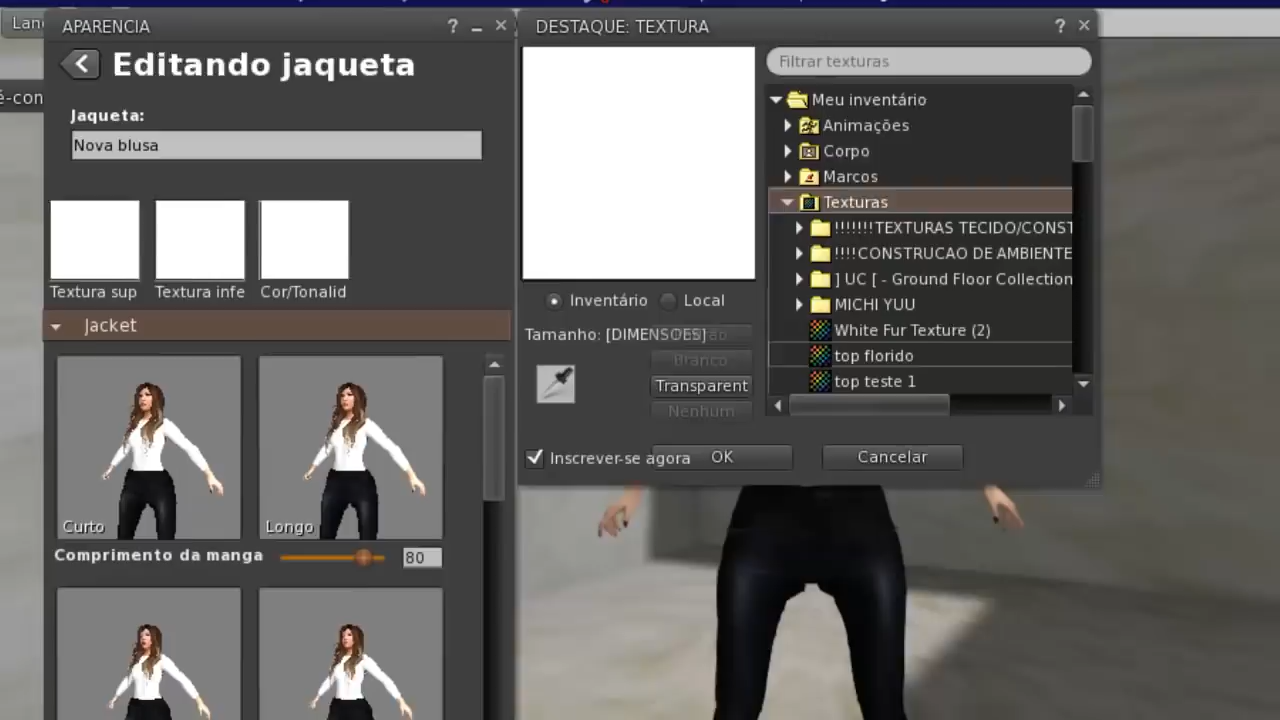 Lan
é-con
APARENCIA
? _ ×
Editando jaqueta
Jaqueta:
Nova blusa
Textura sup
Textura infe
Cor/Tonalid
Jacket
Curto
Longo
Comprimento da manga
80
DESTAQUE: TEXTURA
? ×
Filtrar texturas
Meu inventário
Animações
Corpo
Marcos
Texturas
!!!!!!!TEXTURAS TECIDO/CONST
!!!!CONSTRUCAO DE AMBIENTE
] UC [ - Ground Floor Collection
MICHI YUU
White Fur Texture (2)
top florido
top teste 1
Inventário
Local
Tamanho: [DIMENSOES]
Branco
Transparent
Nenhum
Inscrever-se agora
OK
Cancelar